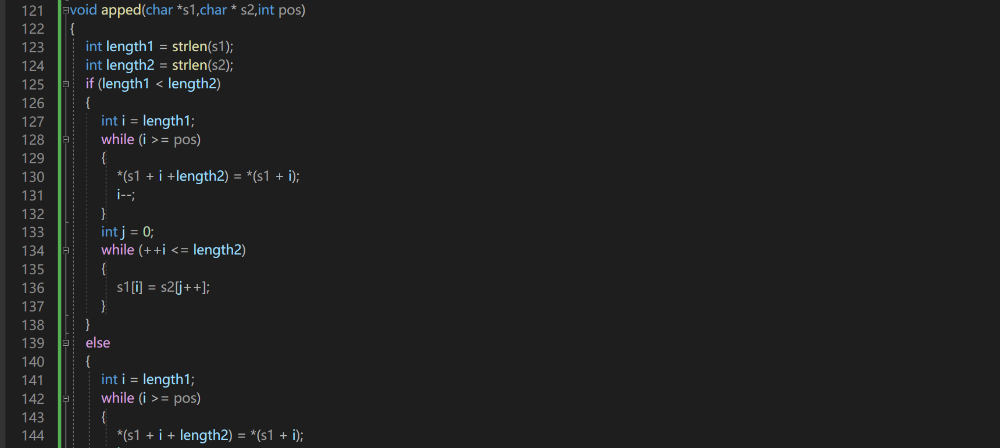 121 void apped(char *s1,char * s2,int pos)
122 {
123 int length1 = strlen(s1);
124 int length2 = strlen(s2);
125 if (length1 < length2)
126 {
127 int i = length1;
128 while (i >= pos)
129 {
130 *(s1 + i +length2) = *(s1 + i);
131 i--;
132 }
133 int j = 0;
134 while (++i <= length2)
135 {
136 s1[i] = s2[j++];
137 }
138 }
139 else
140 {
141 int i = length1;
142 while (i >= pos)
143 {
144 *(s1 + i + length2) = *(s1 + i);